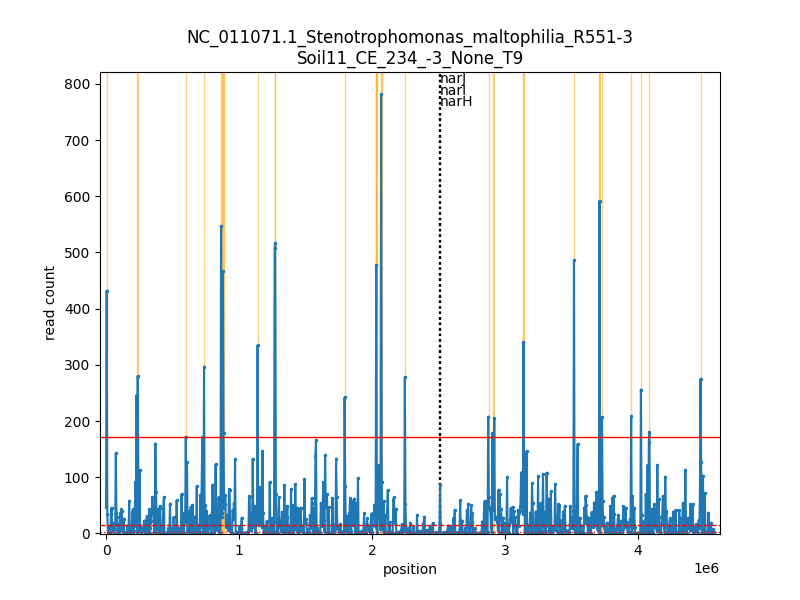 NC_011071.1_Stenotrophomonas_maltophilia_R551-3
Soil11_CE_234_-3_None_T9
narJ
narI
narH
800
700
600
500
400
300
200
100
0
read count
0
1
2
3
4
1e6
position